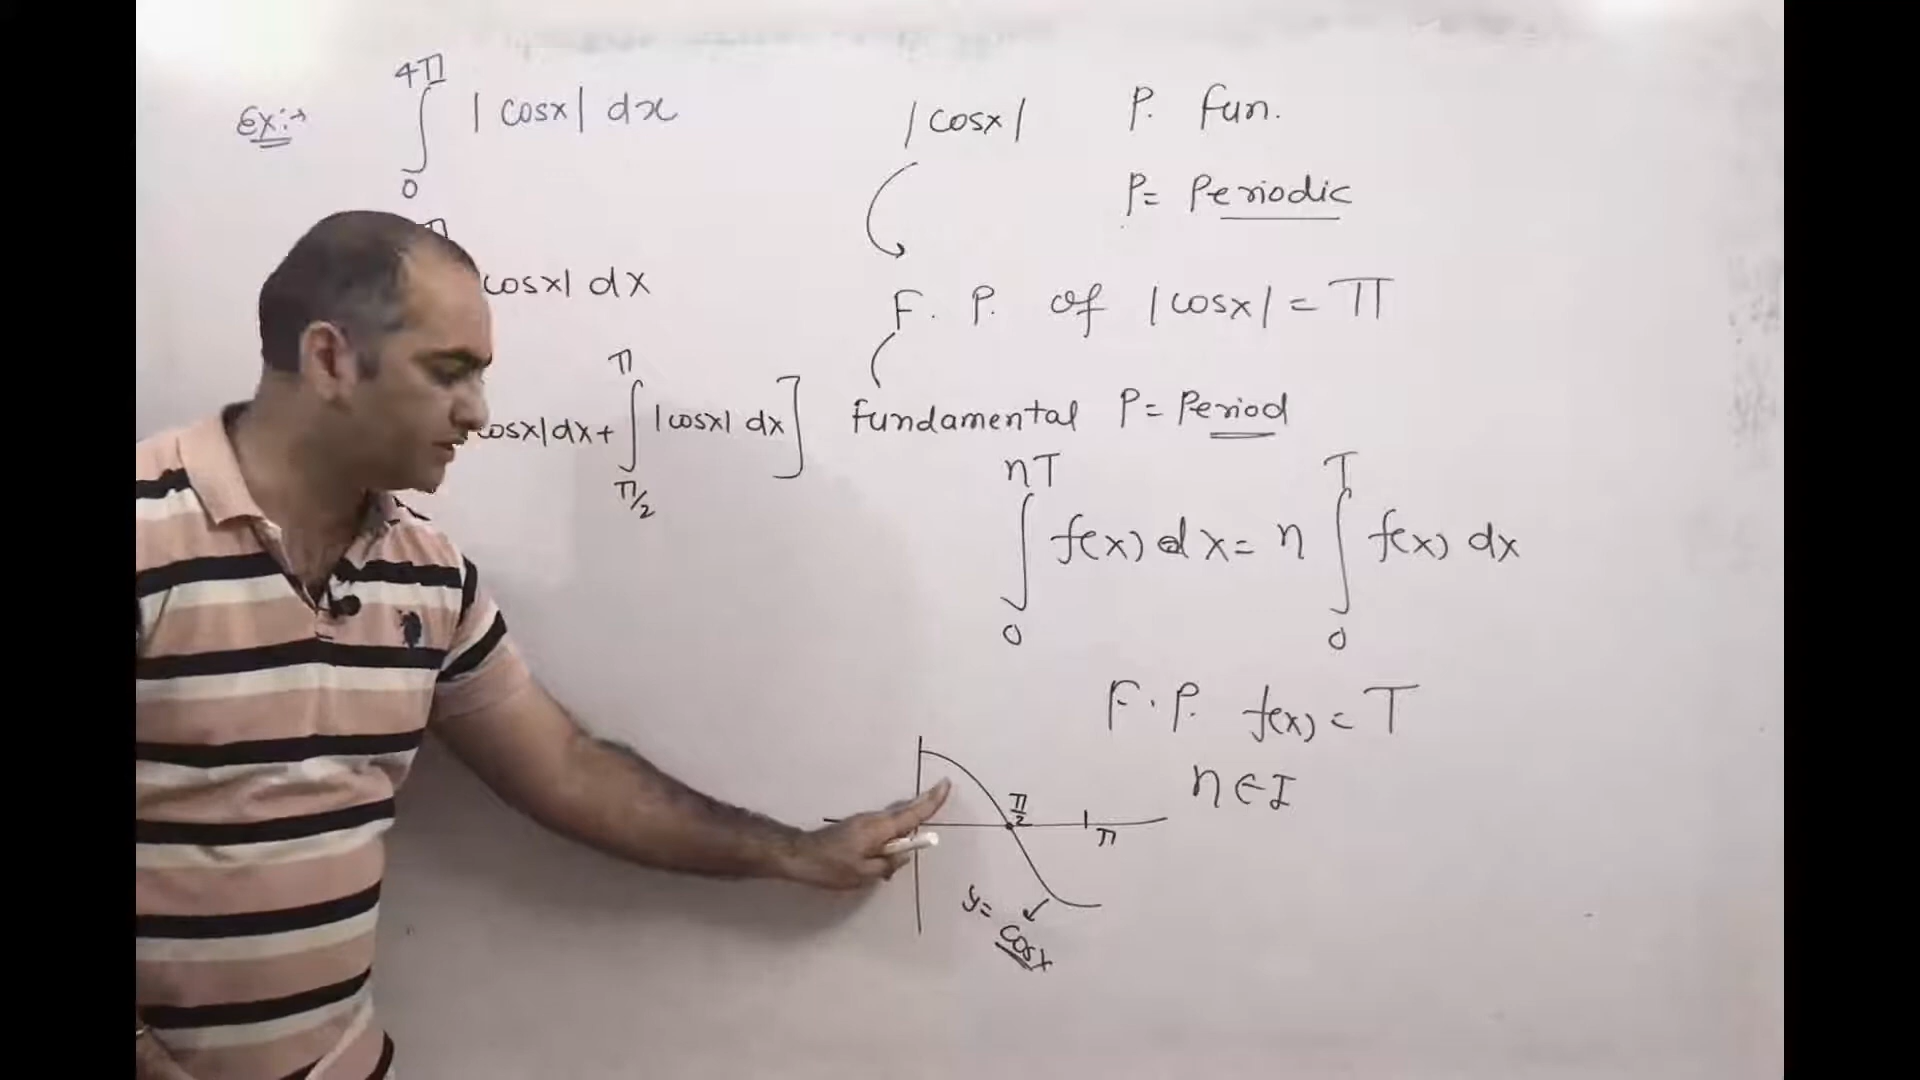 Ex:→ ∫₀^{4π} |cosx| dx
π
cosx| dx
cosx|dx + ∫_{π/2}^{π} |cosx| dx]
|cosx| P. fun.
P= Periodic
F. P. of |cosx| = π
fundamental P= Period
∫₀^{nT} f(x) dx = n ∫₀^{T} f(x) dx
F.P. f(x) = T
n∈I
π/2
π
y= cosx